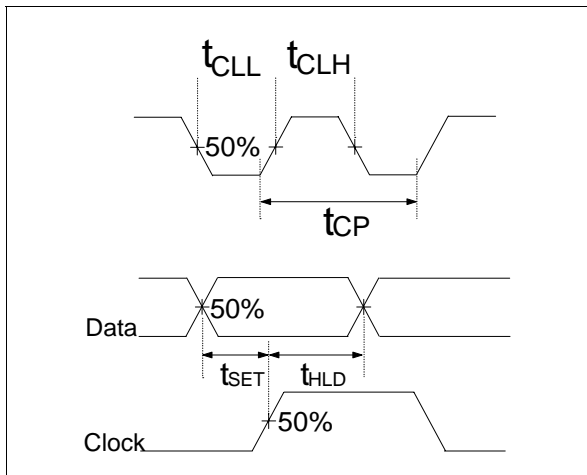 tCLL tCLH
50%
tCP
50%
Data
tSET tHLD
50%
Clock